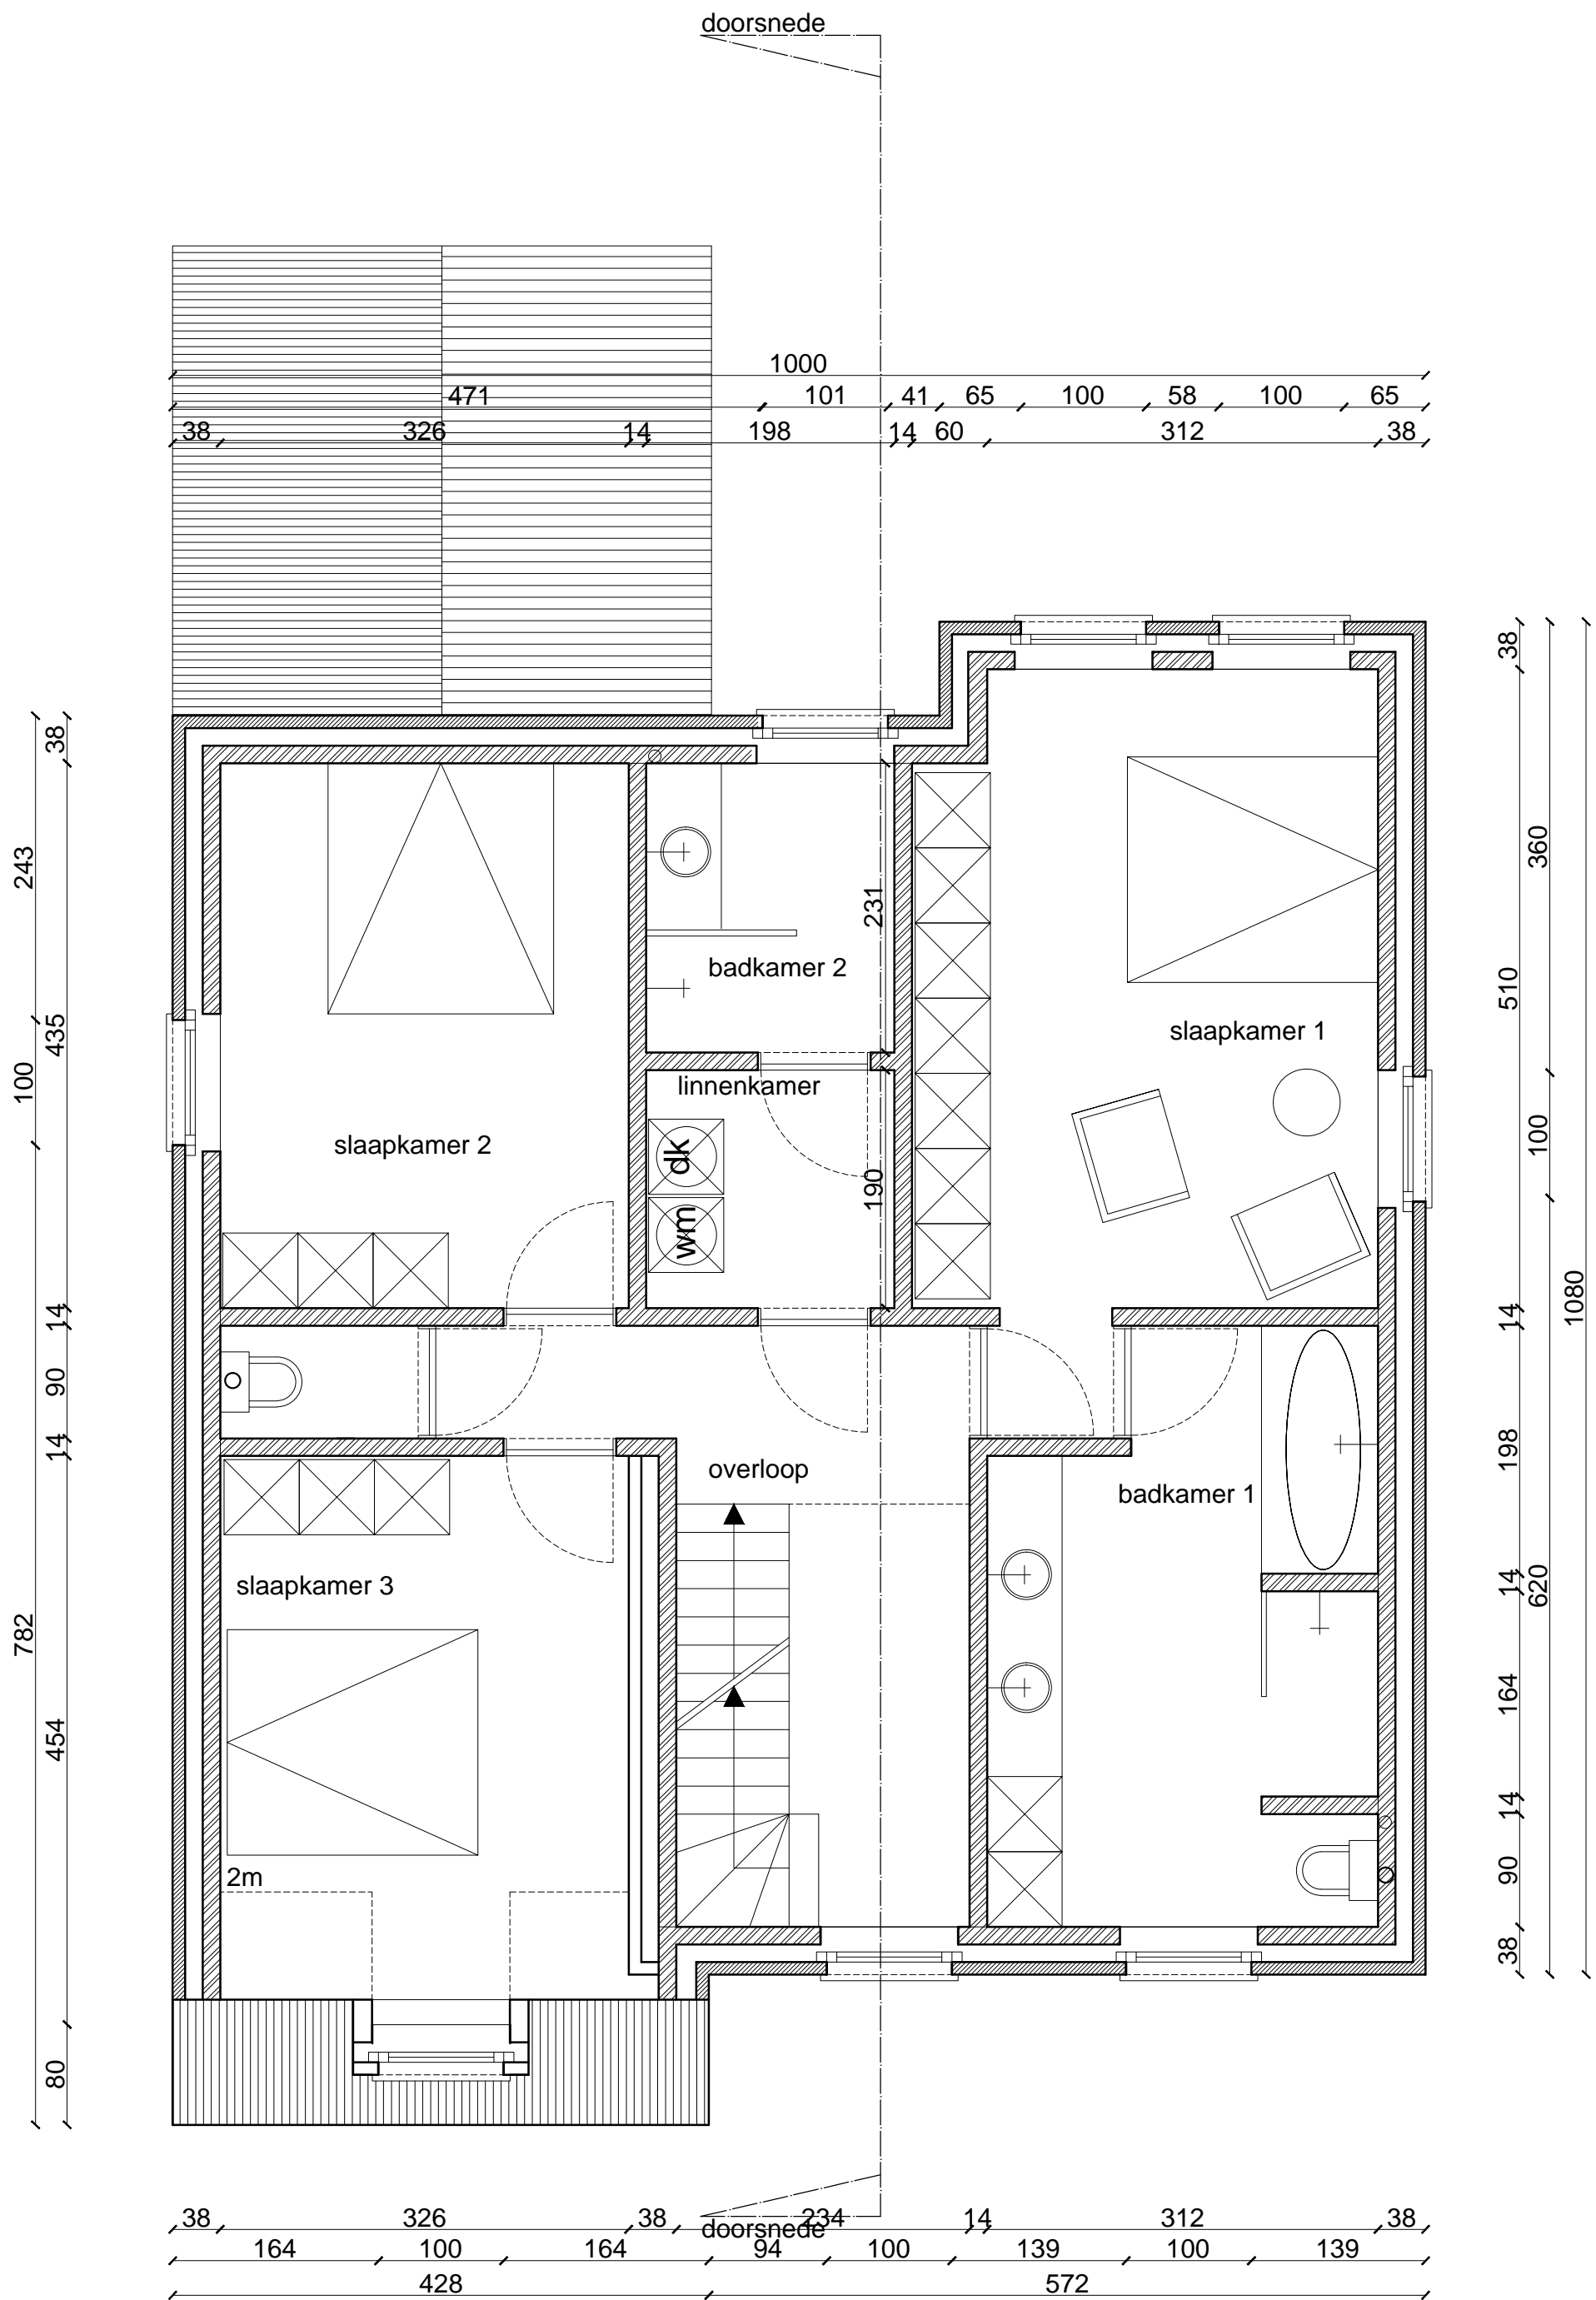 doorsnede
1000
471 101 41 65 100 58 100 65
38 326 14 198 14 60 312 38
38
243
435
100
14
90
14
782
454
80
38
360
510
100
14
1080
198
14
620
164
14
90
38
231
badkamer 2
slaapkamer 1
linnenkamer
dk
slaapkamer 2
190
wm
overloop
badkamer 1
slaapkamer 3
2m
38 326 38 234 14 312 38
doorsnede
164 100 164 94 100 139 100 139
428 572